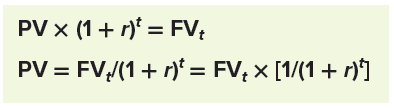 PV × (1 + r)^t = FV_t
PV = FV_t/(1 + r)^t = FV_t × [1/(1 + r)^t]